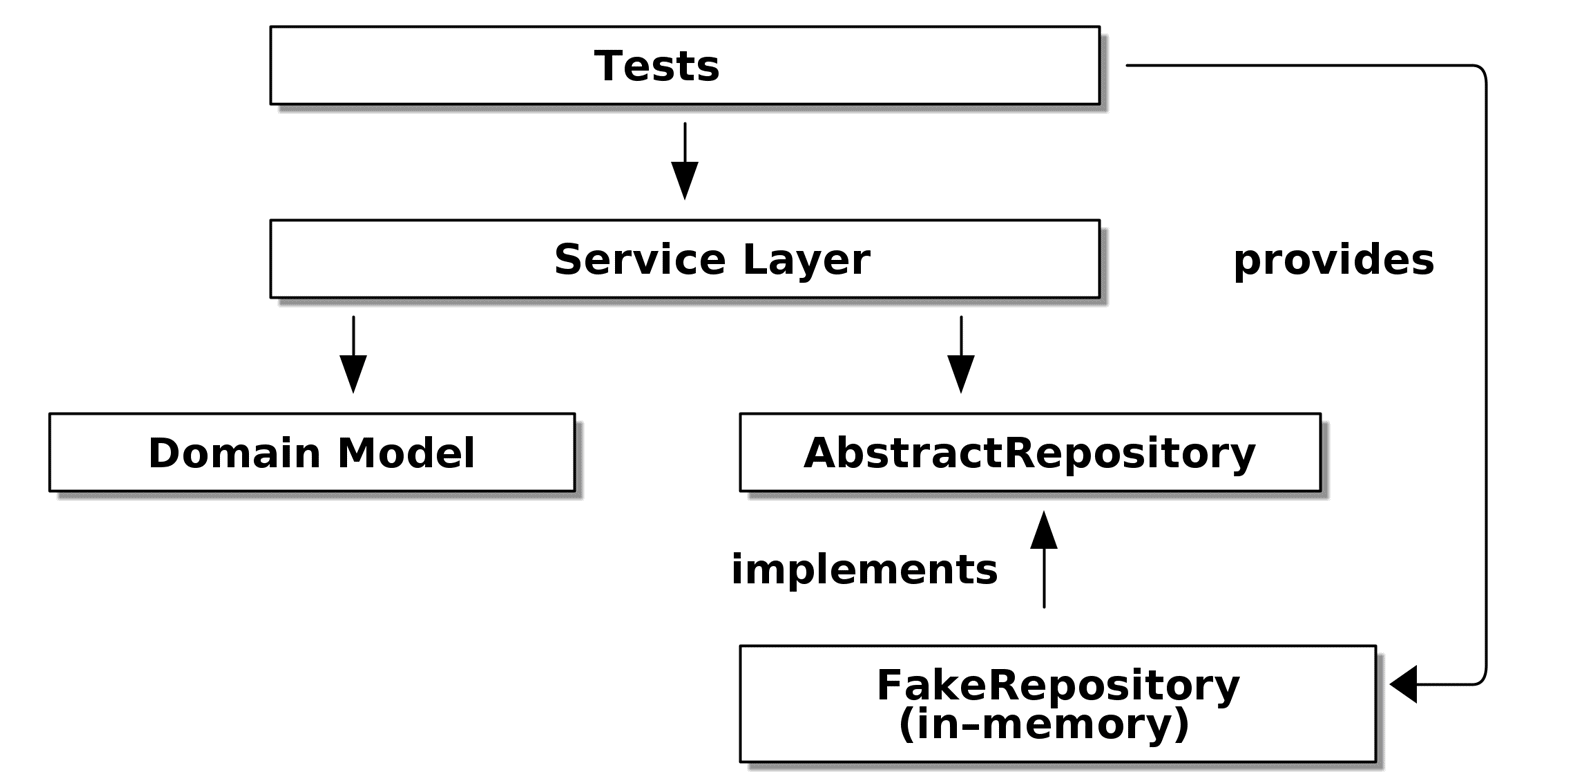 Tests
Service Layer
provides
Domain Model
AbstractRepository
implements
FakeRepository
(in–memory)